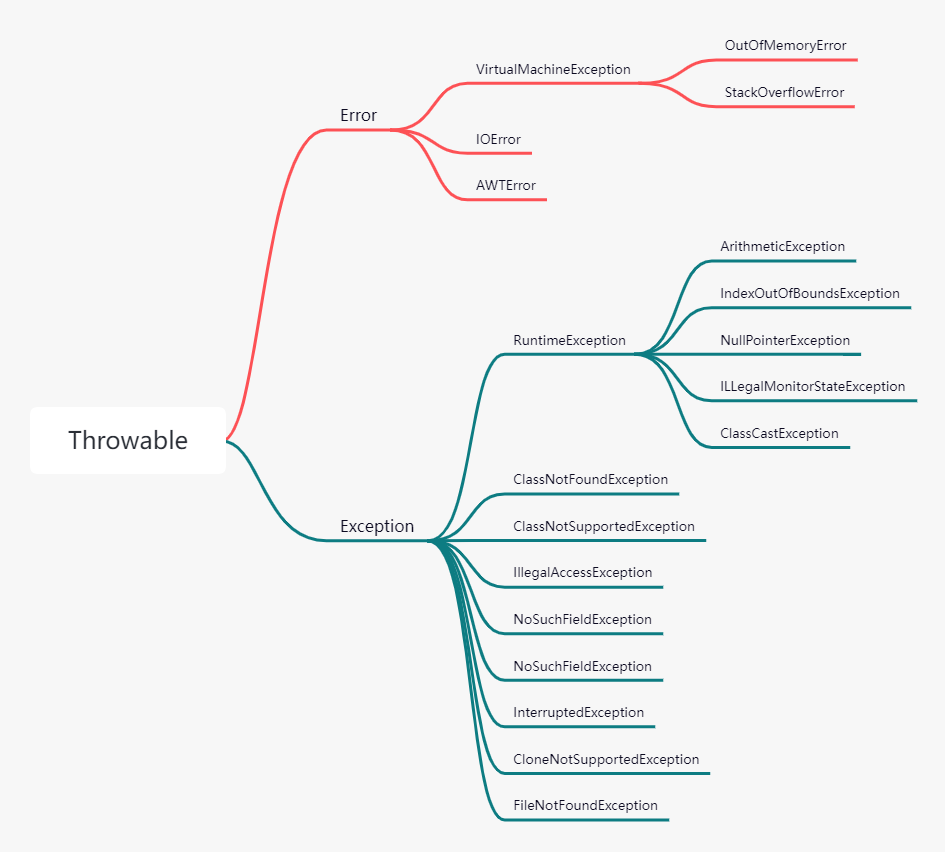 OutOfMemoryError
VirtualMachineException
StackOverflowError
Error
IOError
AWTError
ArithmeticException
IndexOutOfBoundsException
RuntimeException
NullPointerException
ILLegalMonitorStateException
ClassCastException
Throwable
ClassNotFoundException
Exception
ClassNotSupportedException
IllegalAccessException
NoSuchFieldException
NoSuchFieldException
InterruptedException
CloneNotSupportedException
FileNotFoundException